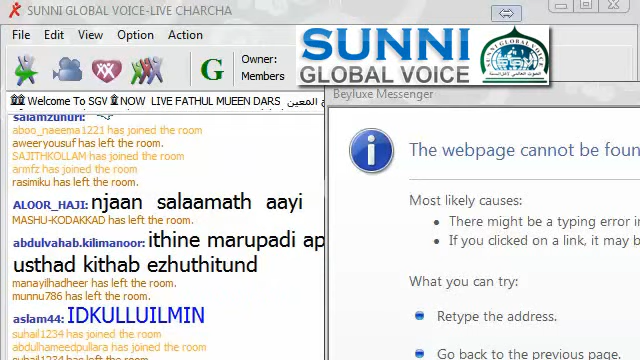 SUNNI GLOBAL VOICE-LIVE CHARCHA
File Edit Option Action
G
Owner:
Members
SUNNI
GLOBAL VOICE
Welcome To SGV NOW LIVE FATHUL MUEEN DARS
salamzuhuri:
aboo_naeema1221 has joined the room
aweeryousuf has left the room.
SAJITHKOLLAM has joined the room
armfz has joined the room
rasimiku has left the room.
ALOOR_HAJI: njaan salaamath aayi
MASHU-KODAKKAD has left the room.
abdulvahab.kilimanoor: ithine marupadi ap
usthad kithab ezhuthitund
manayilhadheer has left the room.
munnu786 has left the room.
aslam44: IDKULLUILMIN
suhail1234 has joined the room
abdulhameedpullara has joined the room
suhail1234 has left the room
Beyluxe Messenger
The webpage cannot be foun
Most likely causes:
There might be a typing error in
If you clicked on a link, it may b
What you can try:
Retype the address.
Go back to the previous page.